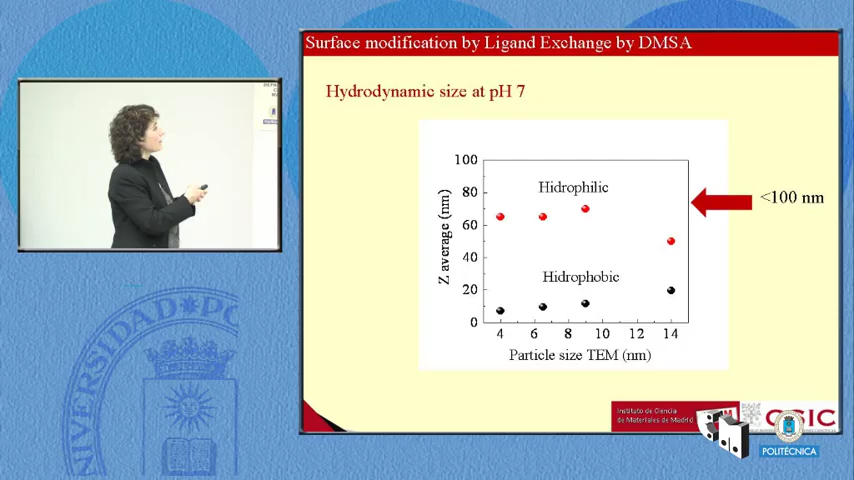 Surface modification by Ligand Exchange by DMSA
Hydrodynamic size at pH 7
100
80
60
40
20
0
Z average (nm)
Hidrophilic
Hidrophobic
4 6 8 10 12 14
Particle size TEM (nm)
<100 nm
Instituto de Ciencia
de Materiales de Madrid
CSIC
POLITÉCNICA
UNIVERSIDAD PO